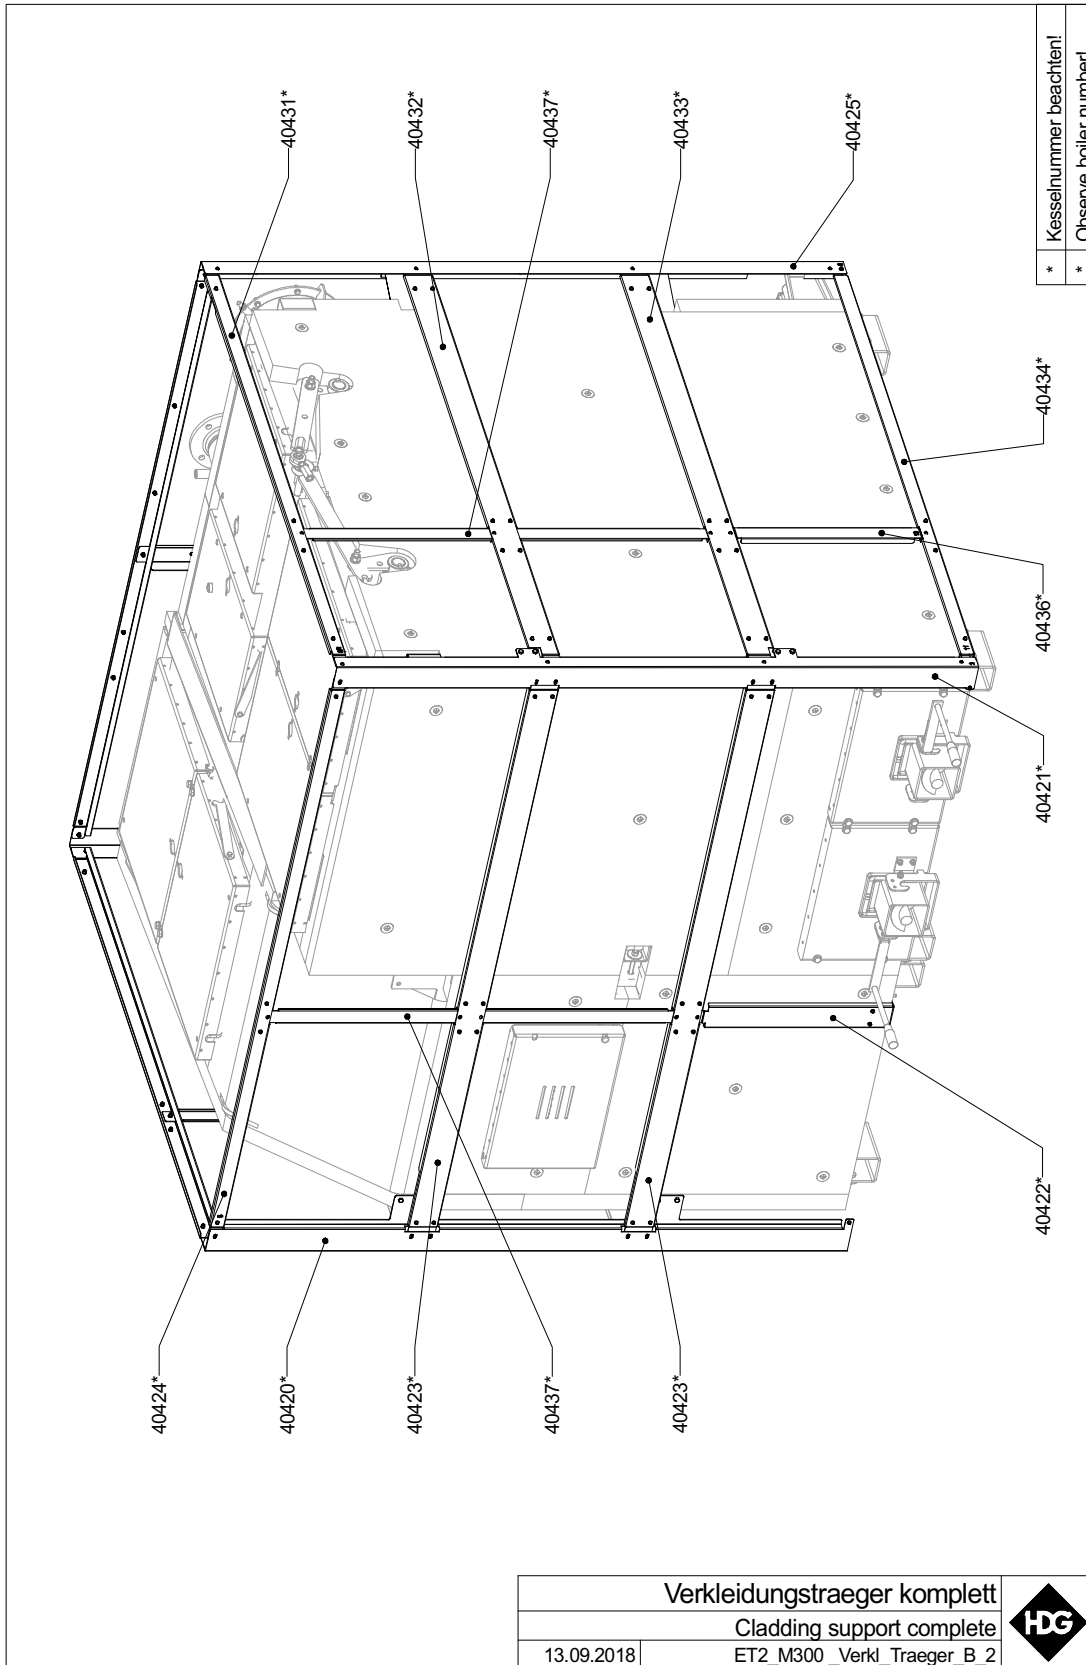 * Kesselnummer beachten!
* Observe boiler number!
40431*
40432*
40437*
40433*
40425*
40434*
40436*
40421*
40422*
40424*
40420*
40423*
40437*
40423*
Verkleidungstraeger komplett
Cladding support complete
13.09.2018
ET2_M300_Verkl_Traeger_B_2
HDG